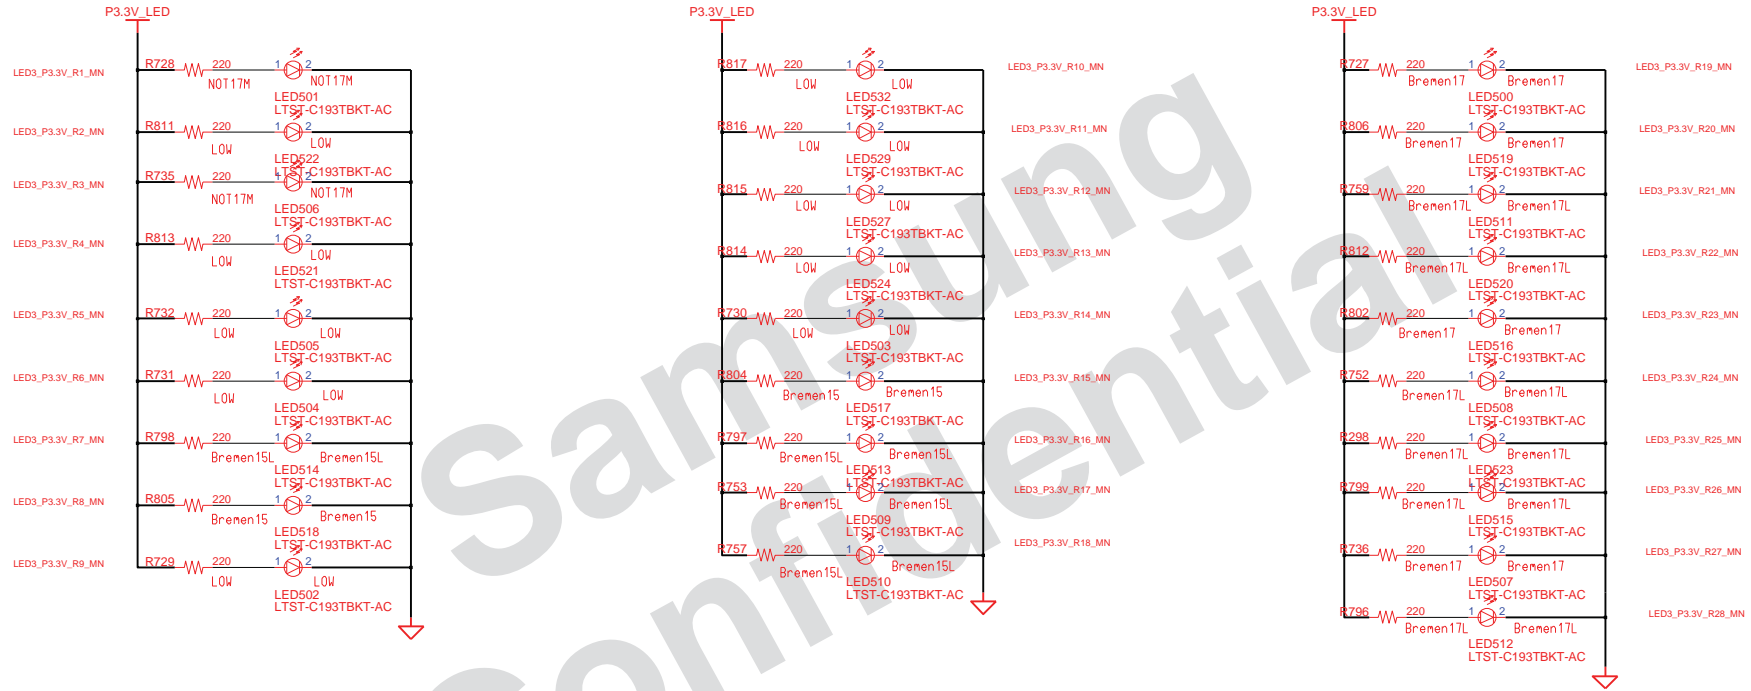 P3.3V_LED
LED3_P3.3V_R1_MN R728 220 1 2
NOT17M NOT17M
LED501
LTST-C193TBKT-AC
LED3_P3.3V_R2_MN R811 220 1 2
LOW LOW
LED522
LTST-C193TBKT-AC
LED3_P3.3V_R3_MN R735 220 1 2
NOT17M NOT17M
LED506
LTST-C193TBKT-AC
LED3_P3.3V_R4_MN R813 220 1 2
LOW LOW
LED521
LTST-C193TBKT-AC
LED3_P3.3V_R5_MN R732 220 1 2
LOW LOW
LED505
LTST-C193TBKT-AC
LED3_P3.3V_R6_MN R731 220 1 2
LOW LOW
LED504
LTST-C193TBKT-AC
LED3_P3.3V_R7_MN R798 220 1 2
Bremen15L Bremen15L
LED514
LTST-C193TBKT-AC
LED3_P3.3V_R8_MN R805 220 1 2
Bremen15 Bremen15
LED518
LTST-C193TBKT-AC
LED3_P3.3V_R9_MN R729 220 1 2
LOW LOW
LED502
LTST-C193TBKT-AC
P3.3V_LED
R817 220 1 2 LED3_P3.3V_R10_MN
LOW LOW
LED532
LTST-C193TBKT-AC
R816 220 1 2 LED3_P3.3V_R11_MN
LOW LOW
LED529
LTST-C193TBKT-AC
R815 220 1 2 LED3_P3.3V_R12_MN
LOW LOW
LED527
LTST-C193TBKT-AC
R814 220 1 2 LED3_P3.3V_R13_MN
LOW LOW
LED524
LTST-C193TBKT-AC
R730 220 1 2 LED3_P3.3V_R14_MN
LOW LOW
LED503
LTST-C193TBKT-AC
R804 220 1 2 LED3_P3.3V_R15_MN
Bremen15 Bremen15
LED517
LTST-C193TBKT-AC
R797 220 1 2 LED3_P3.3V_R16_MN
Bremen15L Bremen15L
LED513
LTST-C193TBKT-AC
R753 220 1 2 LED3_P3.3V_R17_MN
Bremen15L Bremen15L
LED509
LTST-C193TBKT-AC
R757 220 1 2 LED3_P3.3V_R18_MN
Bremen15L Bremen15L
LED510
LTST-C193TBKT-AC
P3.3V_LED
R727 220 1 2 LED3_P3.3V_R19_MN
Bremen17 Bremen17
LED500
LTST-C193TBKT-AC
R806 220 1 2 LED3_P3.3V_R20_MN
Bremen17 Bremen17
LED519
LTST-C193TBKT-AC
R759 220 1 2 LED3_P3.3V_R21_MN
Bremen17L Bremen17L
LED511
LTST-C193TBKT-AC
R812 220 1 2 LED3_P3.3V_R22_MN
Bremen17L Bremen17L
LED520
LTST-C193TBKT-AC
R802 220 1 2 LED3_P3.3V_R23_MN
Bremen17 Bremen17
LED516
LTST-C193TBKT-AC
R752 220 1 2 LED3_P3.3V_R24_MN
Bremen17L Bremen17L
LED508
LTST-C193TBKT-AC
R298 220 1 2 LED3_P3.3V_R25_MN
Bremen17L Bremen17L
LED523
LTST-C193TBKT-AC
R799 220 1 2 LED3_P3.3V_R26_MN
Bremen17L Bremen17L
LED515
LTST-C193TBKT-AC
R736 220 1 2 LED3_P3.3V_R27_MN
Bremen17 Bremen17
LED507
LTST-C193TBKT-AC
R796 220 1 2 LED3_P3.3V_R28_MN
Bremen17L Bremen17L
LED512
LTST-C193TBKT-AC
Samsung
Confidential